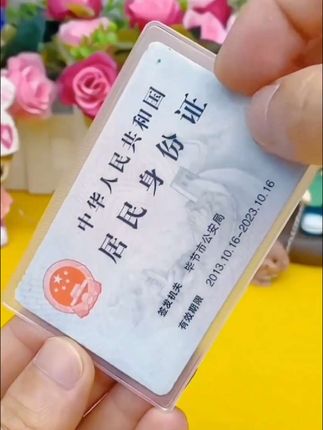 中华人民共和国
居民身份证
签发机关 毕节市公安局
有效期限 2013.10.16-2023.10.16